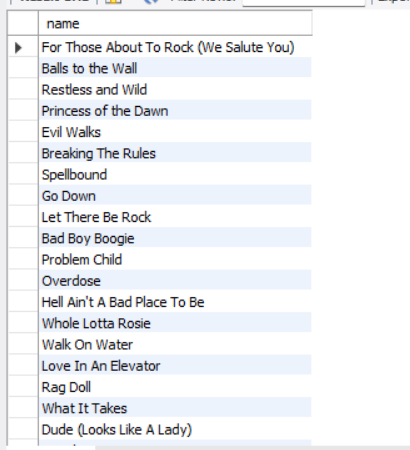 name
For Those About To Rock (We Salute You)
Balls to the Wall
Restless and Wild
Princess of the Dawn
Evil Walks
Breaking The Rules
Spellbound
Go Down
Let There Be Rock
Bad Boy Boogie
Problem Child
Overdose
Hell Ain't A Bad Place To Be
Whole Lotta Rosie
Walk On Water
Love In An Elevator
Rag Doll
What It Takes
Dude (Looks Like A Lady)